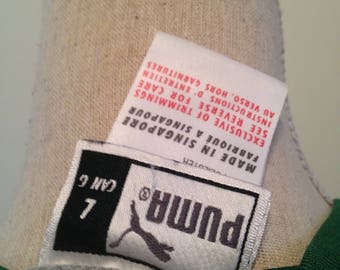 MADE IN SINGAPORE
FABRIQUÉ À SINGAPOUR
EXCLUSIVE OF TRIMMINGS
SEE REVERSE FOR CARE
INSTRUCTIONS D'ENTRETIEN
AU VERSO. HORS GARNITURES
PUMA®
L
CAN G